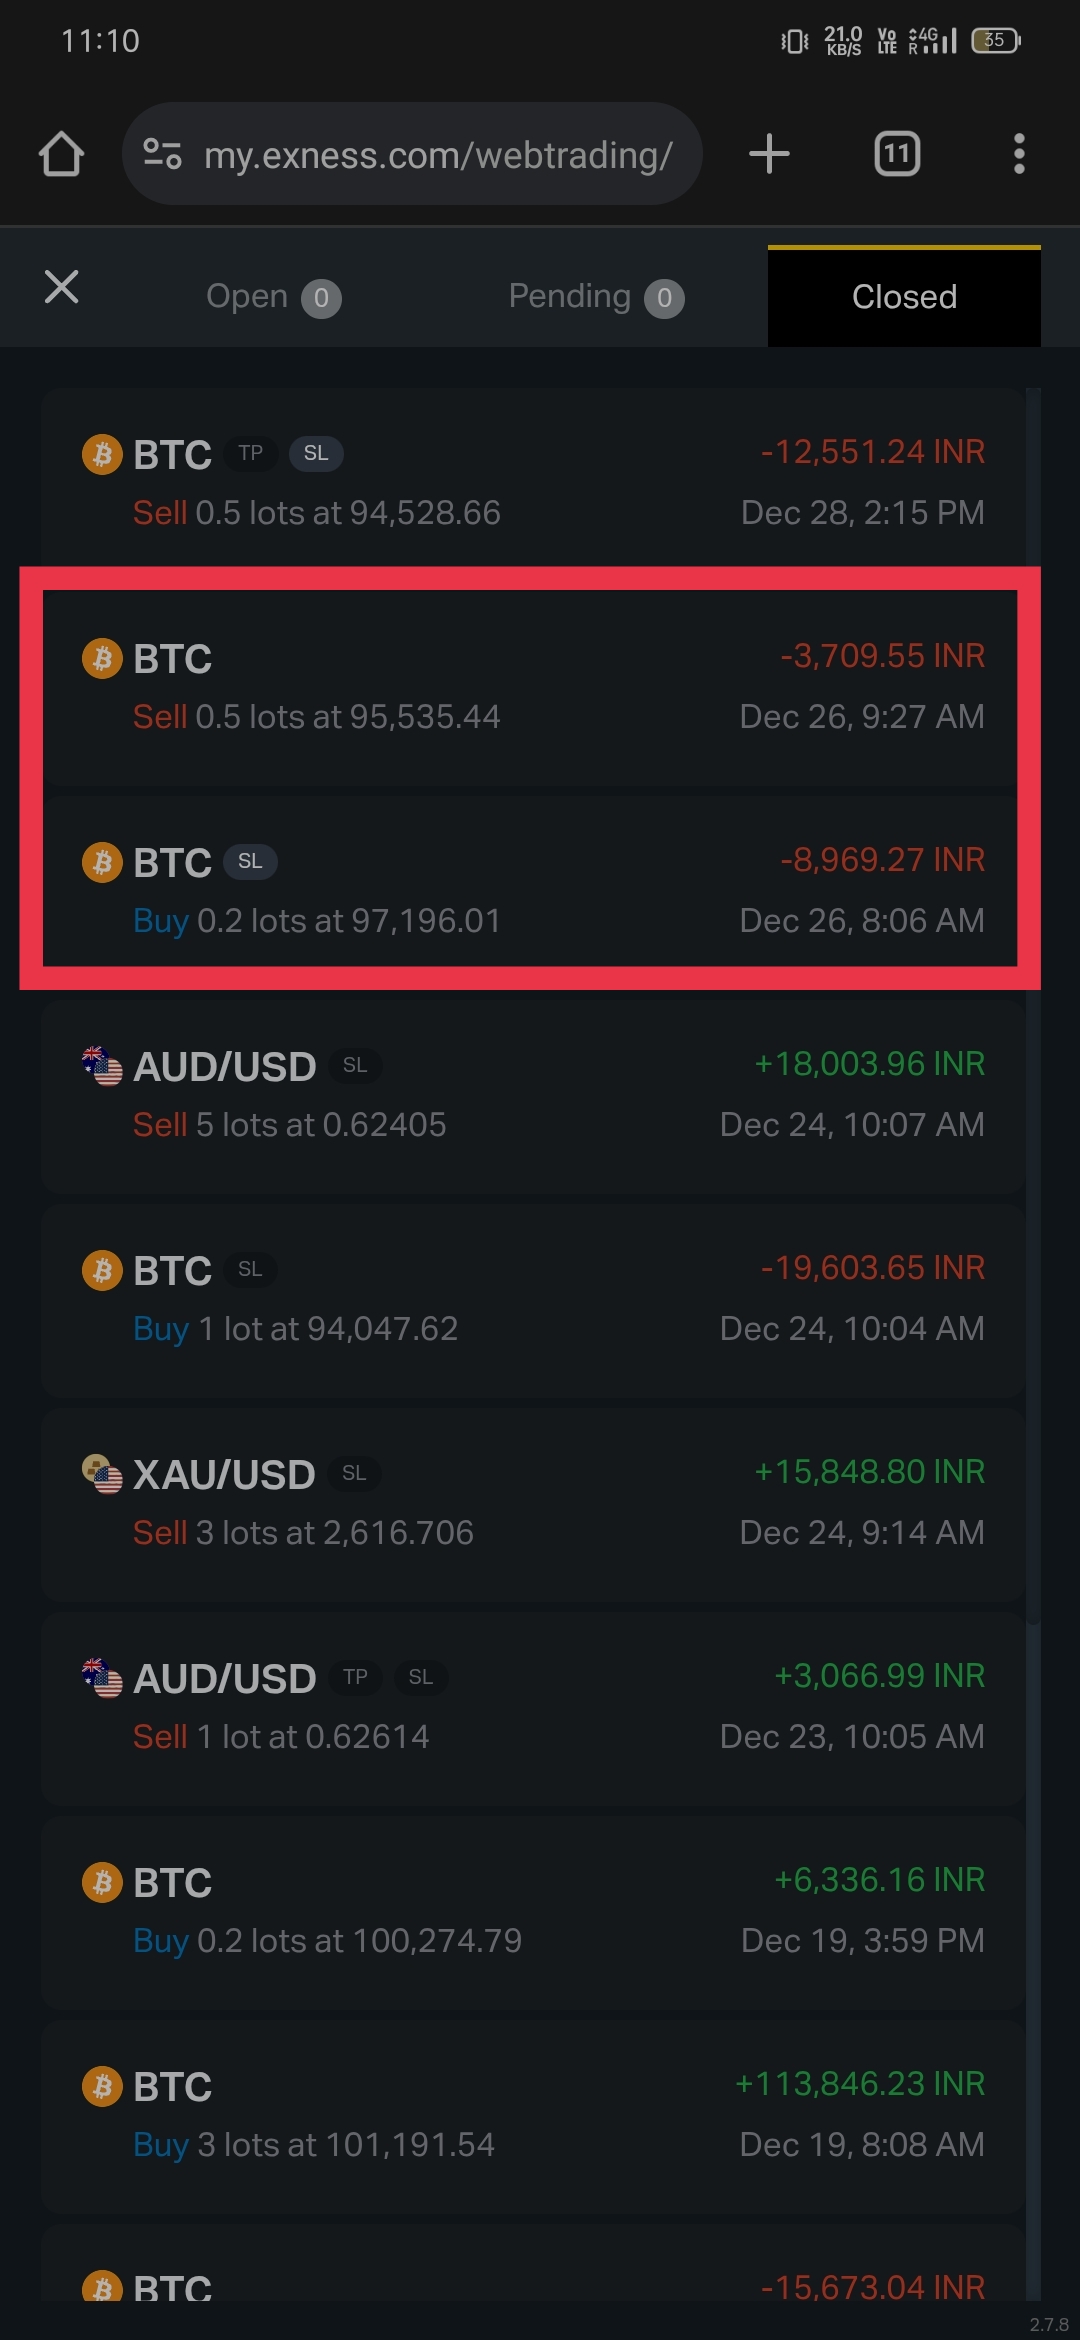 11:10
21.0 KB/S Vo LTE 4G R 35
my.exness.com/webtrading/
11
Open 0 Pending 0 Closed
BTC TP SL -12,551.24 INR
Sell 0.5 lots at 94,528.66 Dec 28, 2:15 PM
BTC -3,709.55 INR
Sell 0.5 lots at 95,535.44 Dec 26, 9:27 AM
BTC SL -8,969.27 INR
Buy 0.2 lots at 97,196.01 Dec 26, 8:06 AM
AUD/USD SL +18,003.96 INR
Sell 5 lots at 0.62405 Dec 24, 10:07 AM
BTC SL -19,603.65 INR
Buy 1 lot at 94,047.62 Dec 24, 10:04 AM
XAU/USD SL +15,848.80 INR
Sell 3 lots at 2,616.706 Dec 24, 9:14 AM
AUD/USD TP SL +3,066.99 INR
Sell 1 lot at 0.62614 Dec 23, 10:05 AM
BTC +6,336.16 INR
Buy 0.2 lots at 100,274.79 Dec 19, 3:59 PM
BTC +113,846.23 INR
Buy 3 lots at 101,191.54 Dec 19, 8:08 AM
BTC -15,673.04 INR
2.7.8